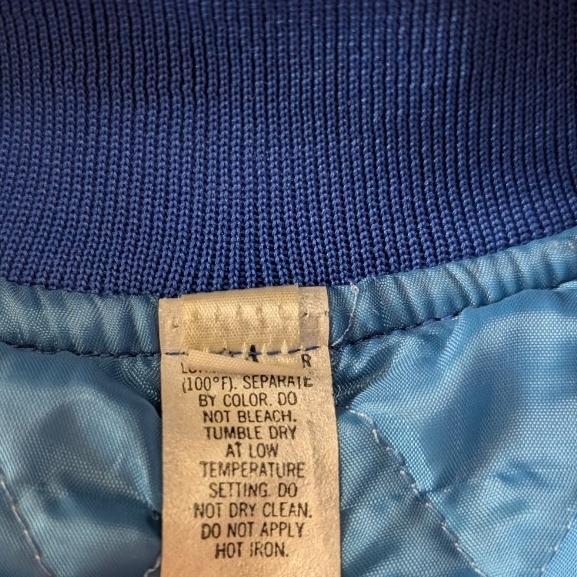 (100°F). SEPARATE
BY COLOR. DO
NOT BLEACH.
TUMBLE DRY
AT LOW
TEMPERATURE
SETTING. DO
NOT DRY CLEAN.
DO NOT APPLY
HOT IRON.